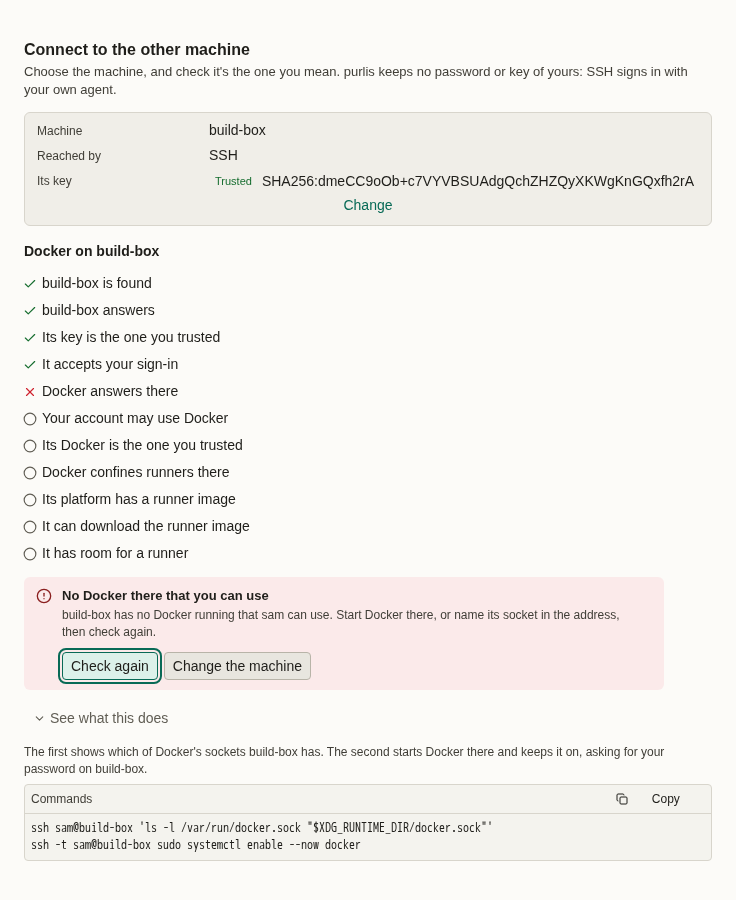 Connect to the other machine
Choose the machine, and check it's the one you mean. purlis keeps no password or key of yours: SSH signs in with
your own agent.
Machine build-box
Reached by SSH
Its key Trusted SHA256:dmeCC9oOb+c7VYVBSUAdgQchZHZQyXKWgKnGQxfh2rA
Change
Docker on build-box
build-box is found
build-box answers
Its key is the one you trusted
It accepts your sign-in
Docker answers there
Your account may use Docker
Its Docker is the one you trusted
Docker confines runners there
Its platform has a runner image
It can download the runner image
It has room for a runner
No Docker there that you can use
build-box has no Docker running that sam can use. Start Docker there, or name its socket in the address,
then check again.
Check again Change the machine
See what this does
The first shows which of Docker's sockets build-box has. The second starts Docker there and keeps it on, asking for your
password on build-box.
Commands Copy
ssh sam@build-box 'ls -l /var/run/docker.sock "$XDG_RUNTIME_DIR/docker.sock"'
ssh -t sam@build-box sudo systemctl enable --now docker